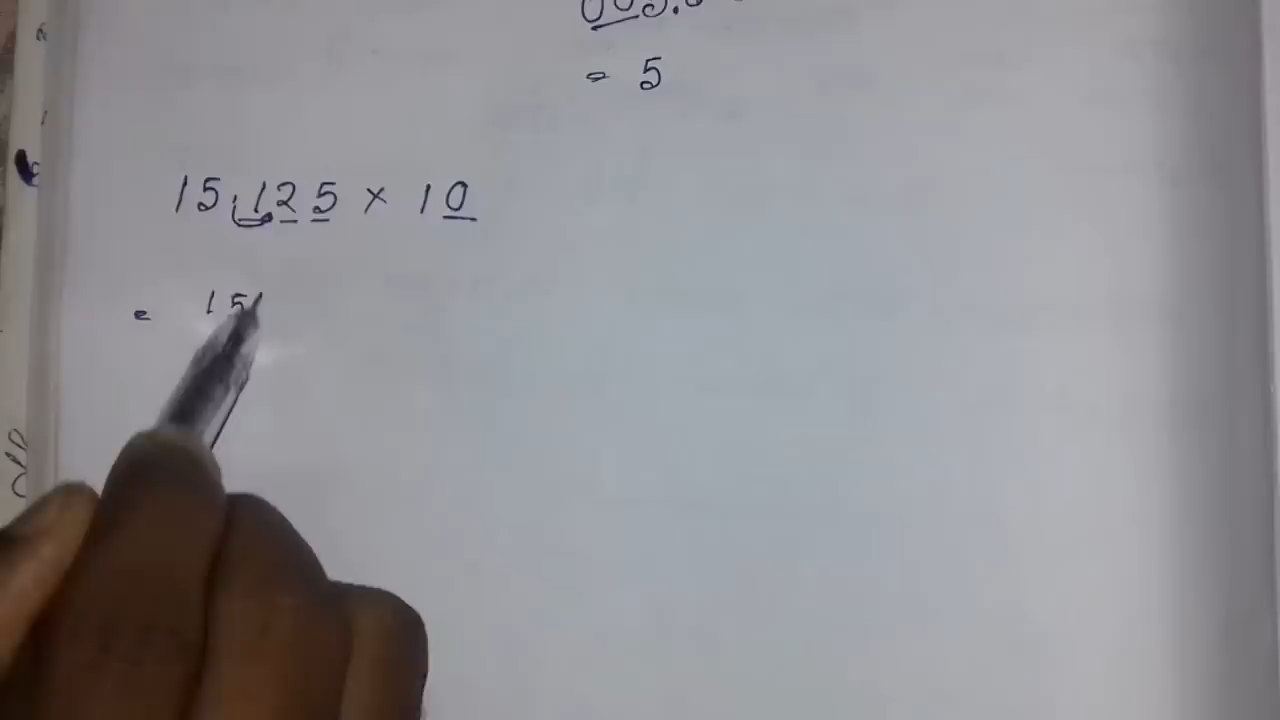 = 5
15.125 × 10
= 151